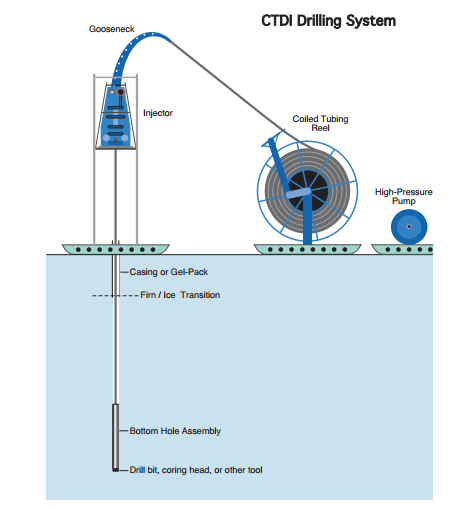 CTDI Drilling System
Gooseneck
Injector
Coiled Tubing
Reel
High-Pressure
Pump
Casing or Gel-Pack
Firn / Ice Transition
Bottom Hole Assembly
Drill bit, coring head, or other tool